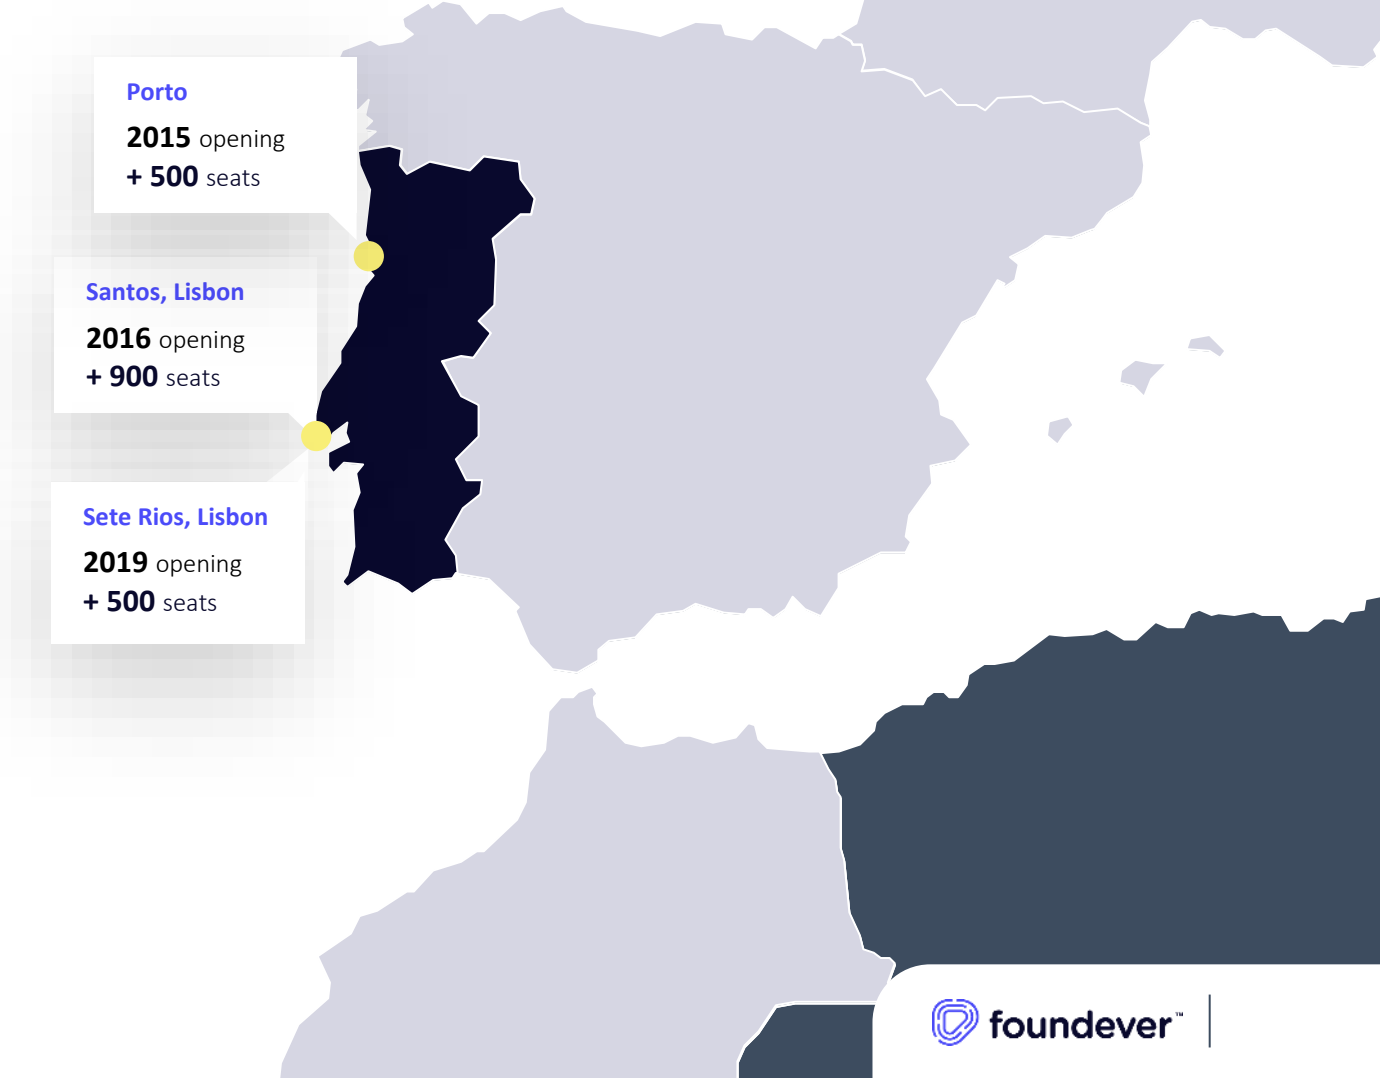 Porto
2015 opening
+ 500 seats
Santos, Lisbon
2016 opening
+ 900 seats
Sete Rios, Lisbon
2019 opening
+ 500 seats
foundever™